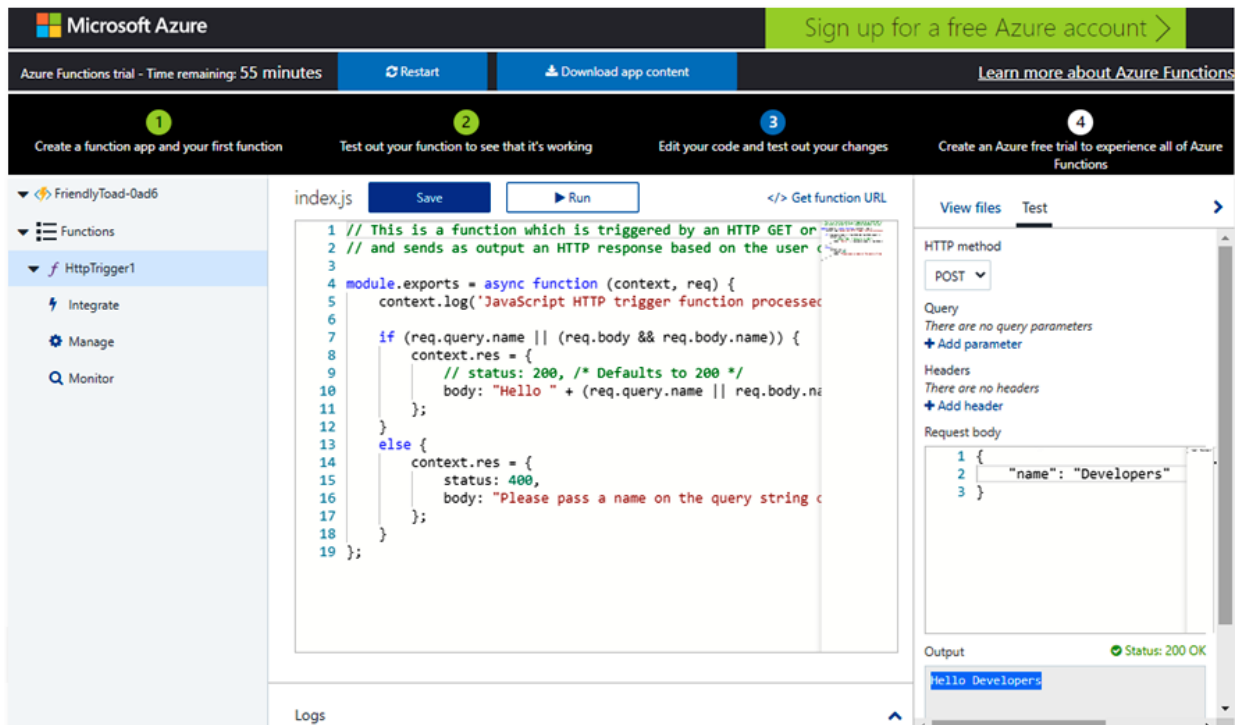 Microsoft Azure
Sign up for a free Azure account
Azure Functions trial - Time remaining: 55 minutes
Restart
Download app content
Learn more about Azure Functions
1
Create a function app and your first function
2
Test out your function to see that it's working
3
Edit your code and test out your changes
4
Create an Azure free trial to experience all of Azure
Functions
FriendlyToad-0ad6
Functions
f HttpTrigger1
Integrate
Manage
Monitor
index.js
Save
Run
</> Get function URL
1 // This is a function which is triggered by an HTTP GET or
2 // and sends as output an HTTP response based on the user
3
4 module.exports = async function (context, req) {
5 context.log('JavaScript HTTP trigger function processed
6
7 if (req.query.name || (req.body && req.body.name)) {
8 context.res = {
9 // status: 200, /* Defaults to 200 */
10 body: "Hello " + (req.query.name || req.body.na
11 };
12 }
13 else {
14 context.res = {
15 status: 400,
16 body: "Please pass a name on the query string
17 };
18 }
19 };
Logs
View files
Test
HTTP method
POST
Query
There are no query parameters
+ Add parameter
Headers
There are no headers
+ Add header
Request body
1 {
2 "name": "Developers"
3 }
Output
Status: 200 OK
Hello Developers